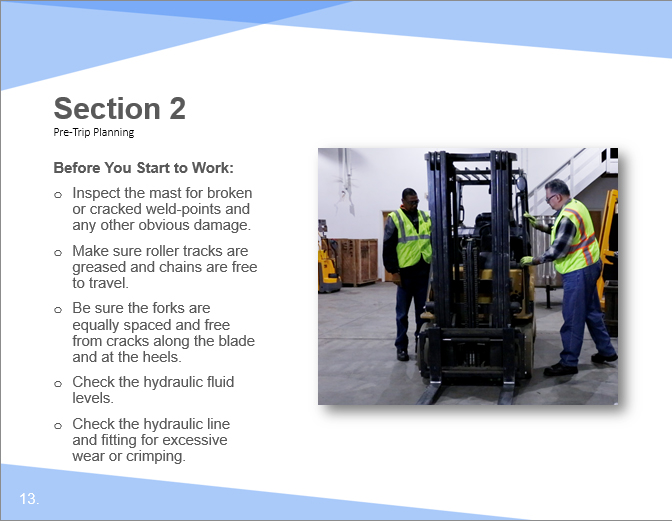 Section 2
Pre-Trip Planning
Before You Start to Work:
o Inspect the mast for broken
or cracked weld-points and
any other obvious damage.
o Make sure roller tracks are
greased and chains are free
to travel.
o Be sure the forks are
equally spaced and free
from cracks along the blade
and at the heels.
o Check the hydraulic fluid
levels.
o Check the hydraulic line
and fitting for excessive
wear or crimping.
13.